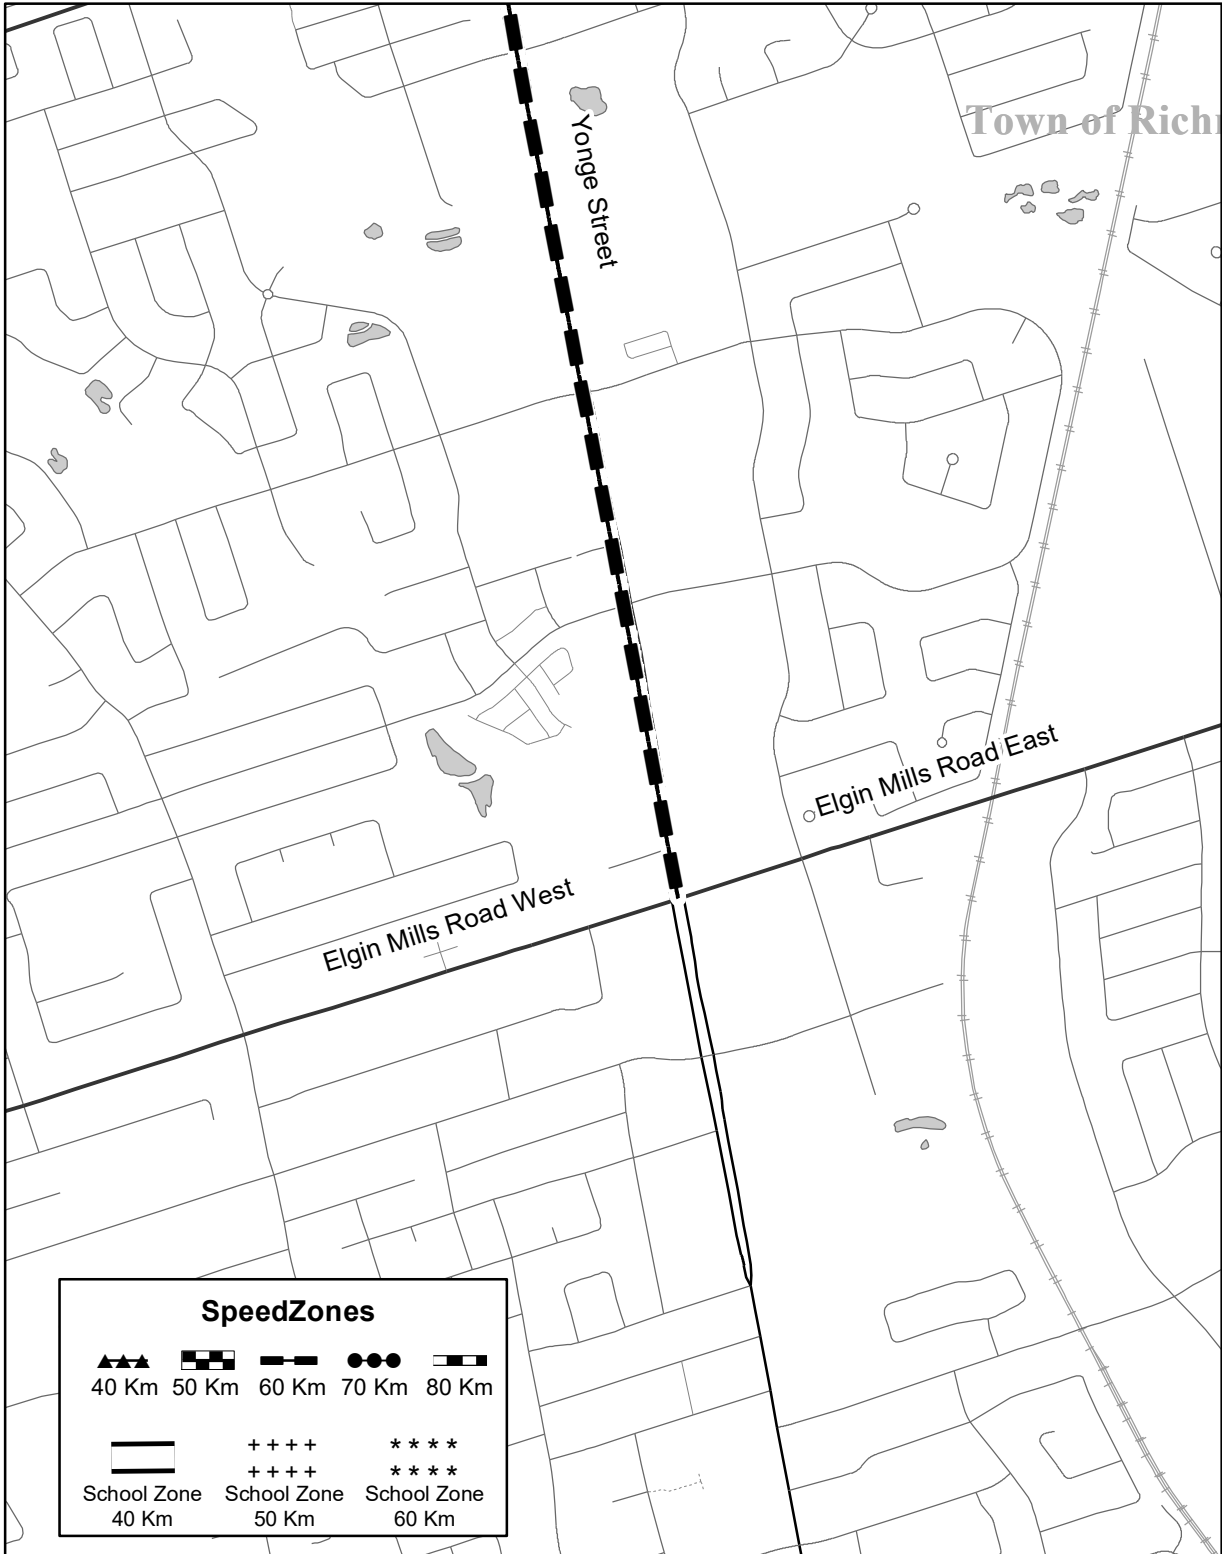 Town of Rich
Yonge Street
Elgin Mills Road East
Elgin Mills Road West
SpeedZones
40 Km 50 Km 60 Km 70 Km 80 Km
School Zone School Zone School Zone
40 Km 50 Km 60 Km